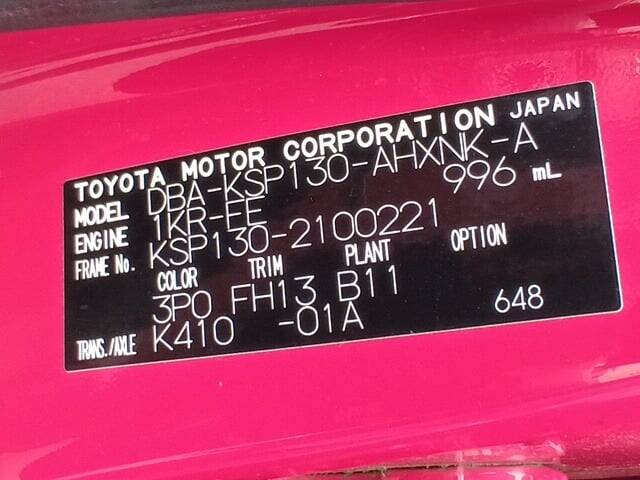 TOYOTA MOTOR CORPORATION JAPAN
MODEL DBA-KSP130-AHXNK-A
ENGINE 1KR-FE 996 mL
FRAME No. KSP130-2100221
COLOR TRIM PLANT OPTION
3P0 FH13 B11
TRANS./AXLE K410 -01A 648